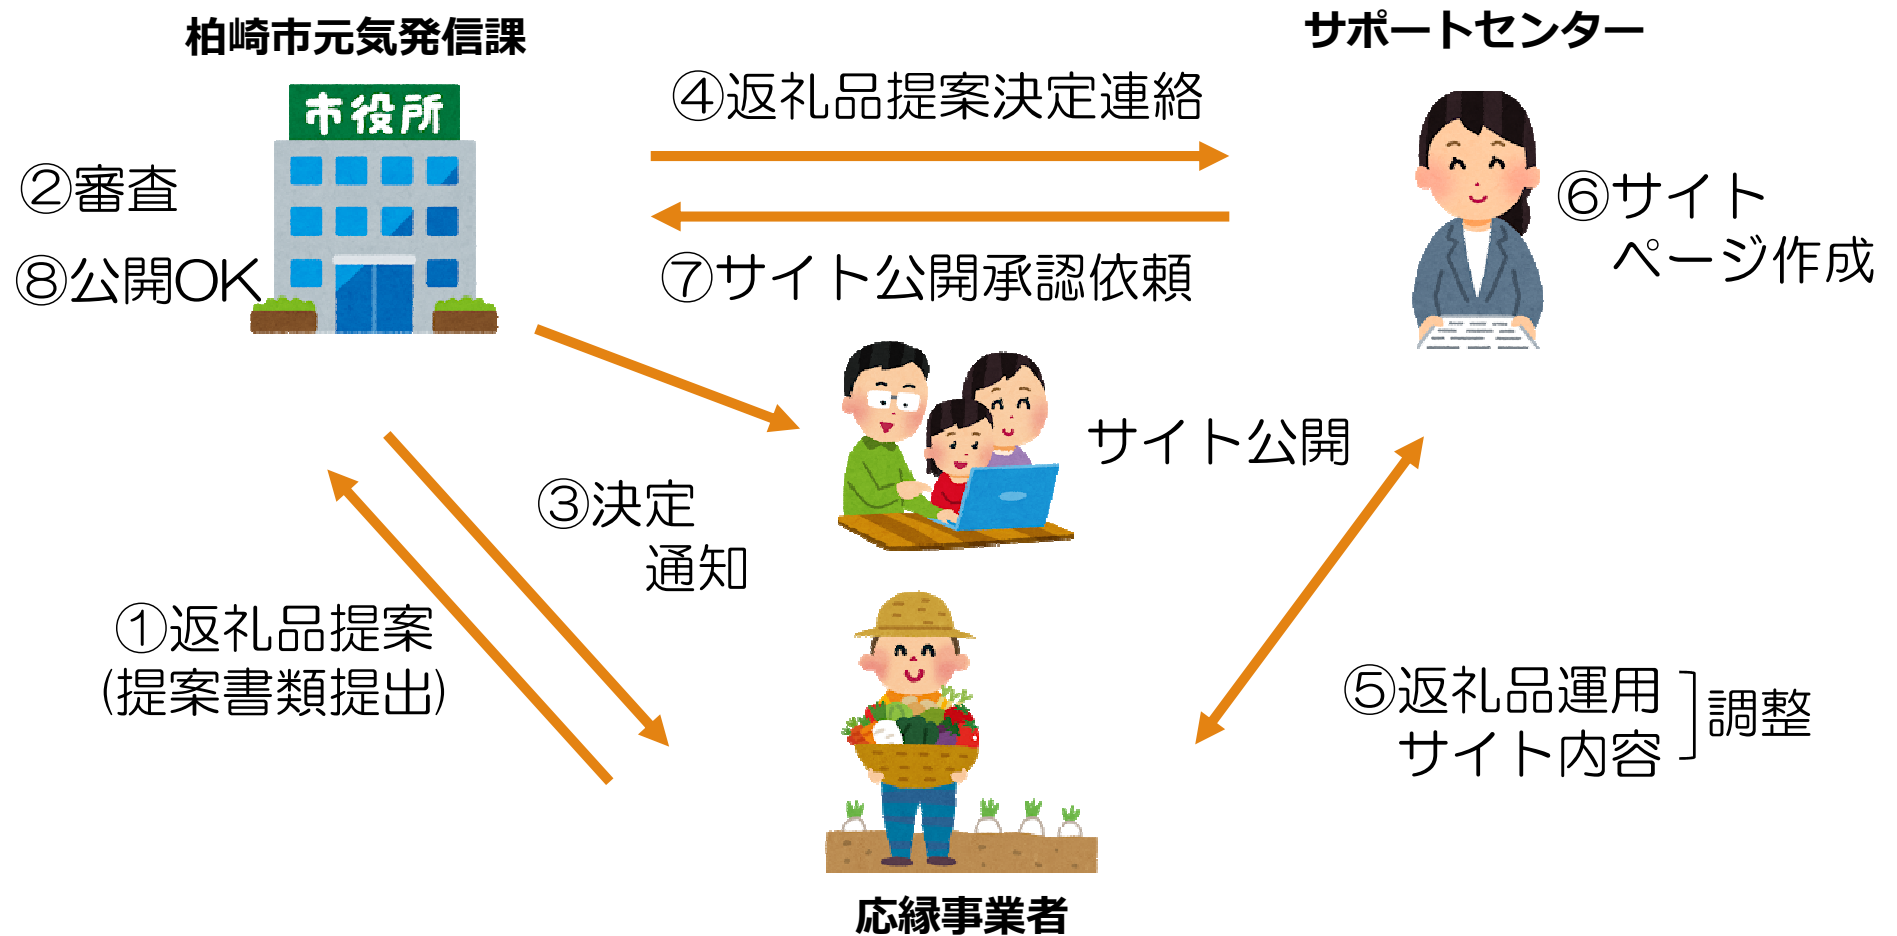 柏崎市元気発信課
サポートセンター
市役所
④返礼品提案決定連絡
②審査
⑧公開OK
⑥サイト
ページ作成
⑦サイト公開承認依頼
サイト公開
③決定
通知
①返礼品提案
(提案書類提出)
⑤返礼品運用
サイト内容
調整
応縁事業者